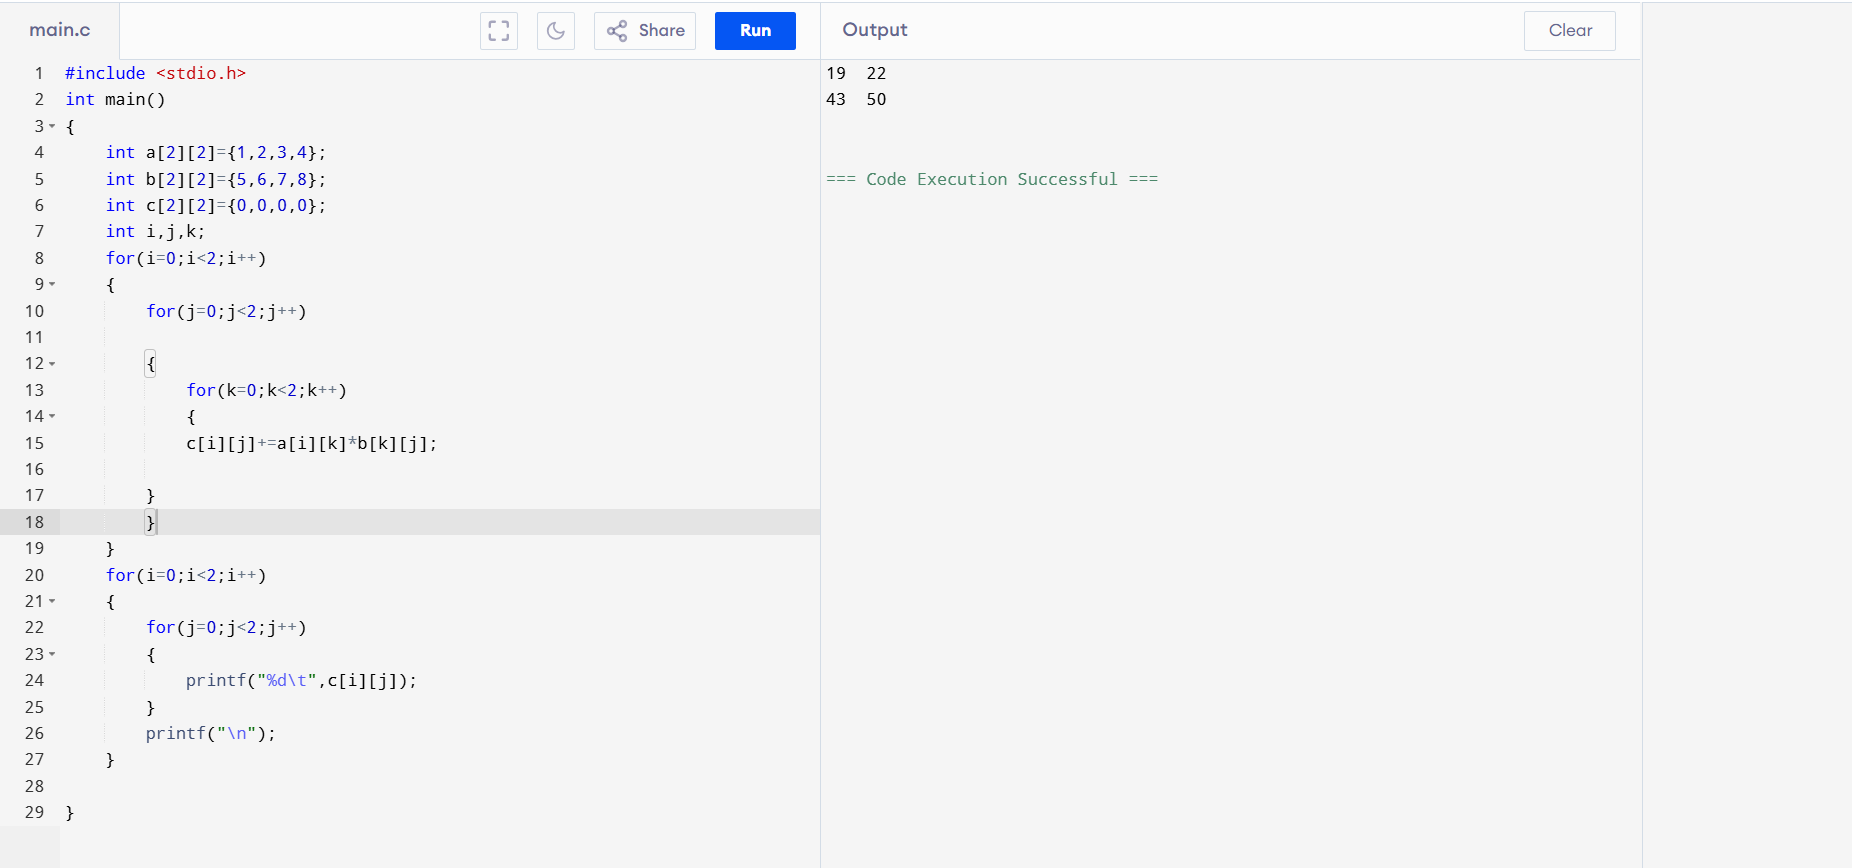 main.c
Share
Run
Output
Clear
1 #include <stdio.h>
2 int main()
3 {
4 int a[2][2]={1,2,3,4};
5 int b[2][2]={5,6,7,8};
6 int c[2][2]={0,0,0,0};
7 int i,j,k;
8 for(i=0;i<2;i++)
9 {
10 for(j=0;j<2;j++)
11
12 {
13 for(k=0;k<2;k++)
14 {
15 c[i][j]+=a[i][k]*b[k][j];
16
17 }
18 }
19 }
20 for(i=0;i<2;i++)
21 {
22 for(j=0;j<2;j++)
23 {
24 printf("%d\t",c[i][j]);
25 }
26 printf("\n");
27 }
28
29 }
19 22
43 50
=== Code Execution Successful ===